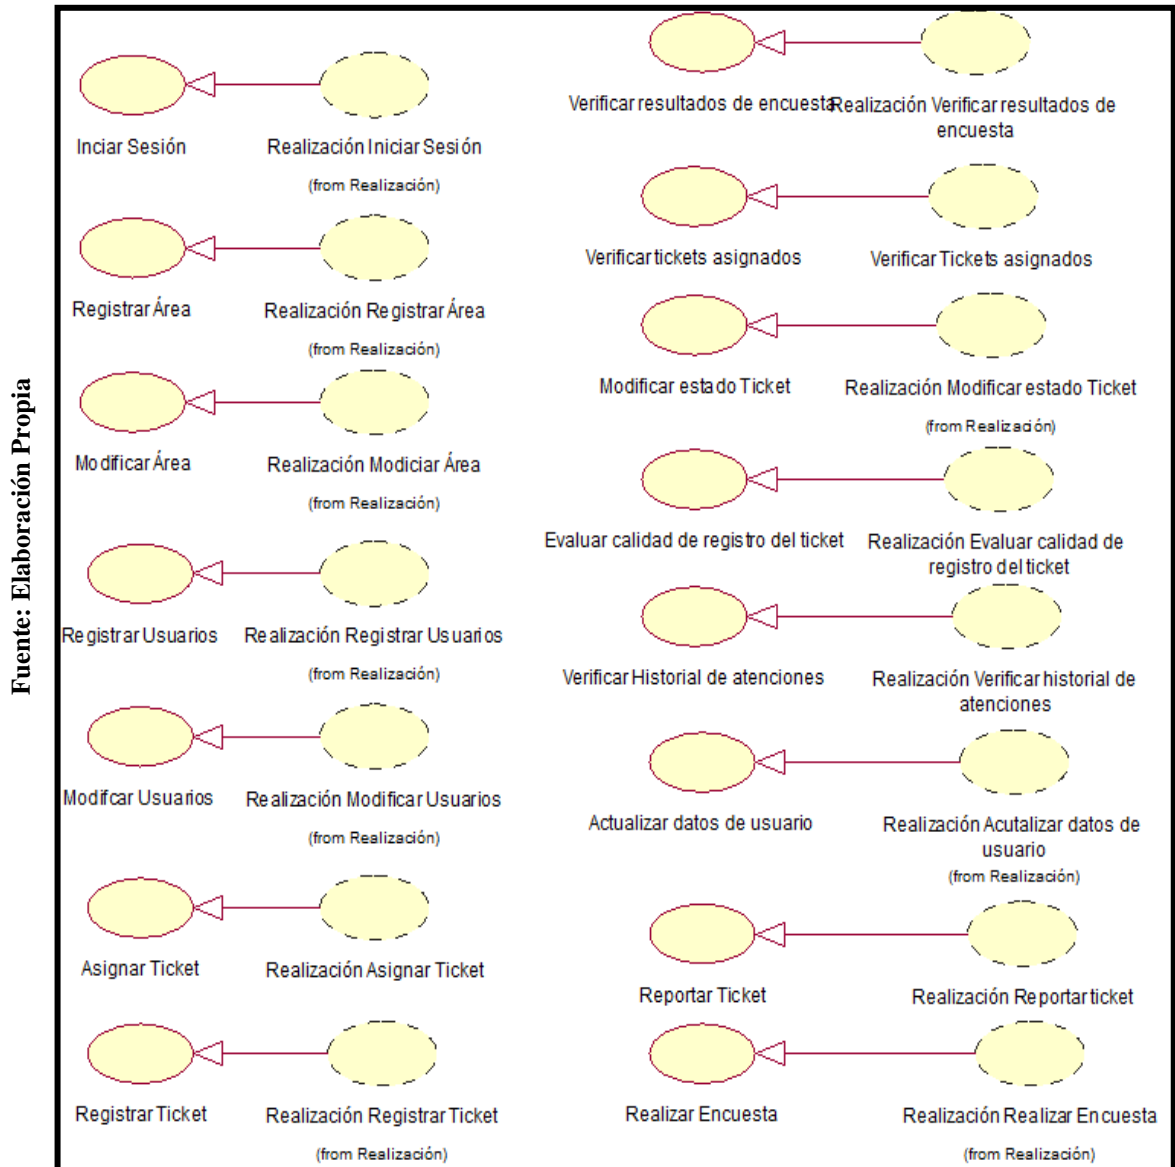 Fuente: Elaboración Propia
Inciar Sesión
Realización Iniciar Sesión
(from Realización)
Registrar Área
Realización Registrar Área
(from Realización)
Modificar Área
Realización Modiciar Área
(from Realización)
Registrar Usuarios
Realización Registrar Usuarios
(from Realización)
Modifcar Usuarios
Realización Modificar Usuarios
(from Realización)
Asignar Ticket
Realización Asignar Ticket
Registrar Ticket
Realización Registrar Ticket
(from Realización)
Verificar resultados de encuesta
Realización Verificar resultados de
encuesta
Verificar tickets asignados
Verificar Tickets asignados
Modificar estado Ticket
Realización Modificar estado Ticket
(from Realización)
Evaluar calidad de registro del ticket
Realización Evaluar calidad de
registro del ticket
Verificar Historial de atenciones
Realización Verificar historial de
atenciones
Actualizar datos de usuario
Realización Acutalizar datos de
usuario
(from Realización)
Reportar Ticket
Realización Reportar ticket
Realizar Encuesta
Realización Realizar Encuesta
(from Realización)